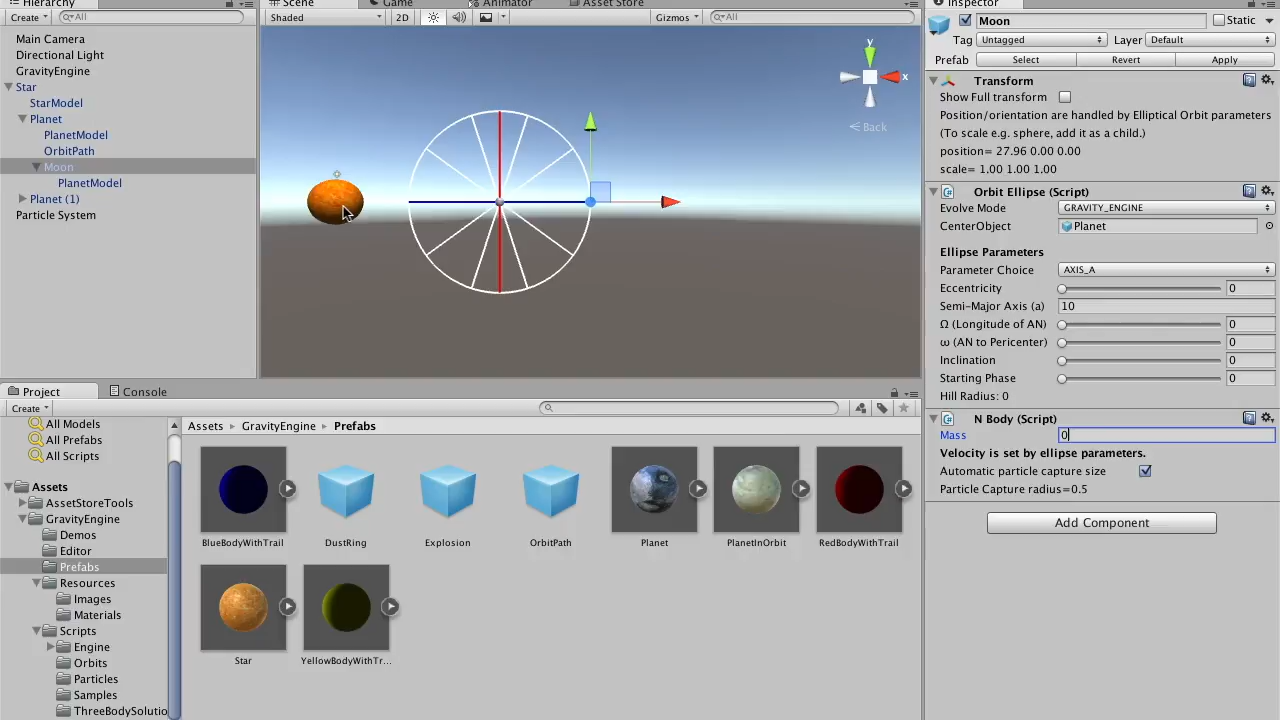 Hierarchy
Create
All
Main Camera
Directional Light
GravityEngine
Star
StarModel
Planet
PlanetModel
OrbitPath
Moon
PlanetModel
Planet (1)
Particle System
Scene
Game
Animator
Asset Store
Shaded
2D
Gizmos
All
y
x
Back
Inspector
Moon
Static
Tag
Untagged
Layer
Default
Prefab
Select
Revert
Apply
Transform
Show Full transform
Position/orientation are handled by Elliptical Orbit parameters
(To scale e.g. sphere, add it as a child.)
position= 27.96 0.00 0.00
scale= 1.00 1.00 1.00
Orbit Ellipse (Script)
Evolve Mode
GRAVITY_ENGINE
CenterObject
Planet
Ellipse Parameters
Parameter Choice
AXIS_A
Eccentricity
0
Semi-Major Axis (a)
10
Ω (Longitude of AN)
0
ω (AN to Pericenter)
0
Inclination
0
Starting Phase
0
Hill Radius: 0
N Body (Script)
Mass
0
Velocity is set by ellipse parameters.
Automatic particle capture size
Particle Capture radius=0.5
Add Component
Project
Console
Create
All Models
All Prefabs
All Scripts
Assets
AssetStoreTools
GravityEngine
Demos
Editor
Prefabs
Resources
Images
Materials
Scripts
Engine
Orbits
Particles
Samples
ThreeBodySolutio
Assets
GravityEngine
Prefabs
BlueBodyWithTrail
DustRing
Explosion
OrbitPath
Planet
PlanetInOrbit
RedBodyWithTrail
Star
YellowBodyWithTr...